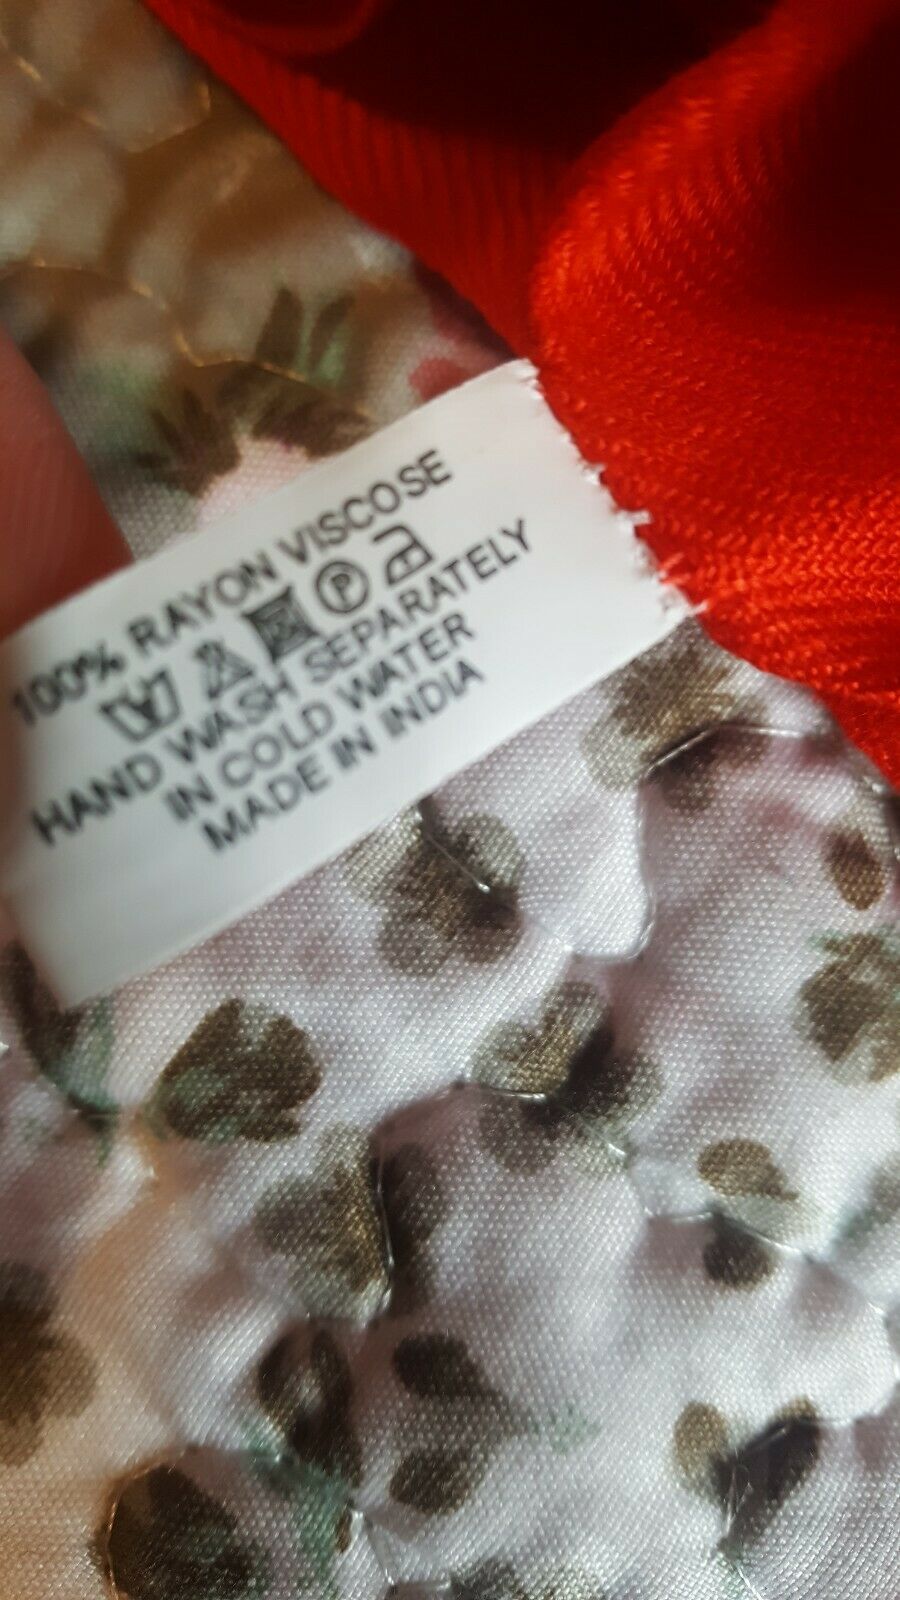 100% RAYON VISCOSE
P
HAND WASH SEPARATELY
IN COLD WATER
MADE IN INDIA